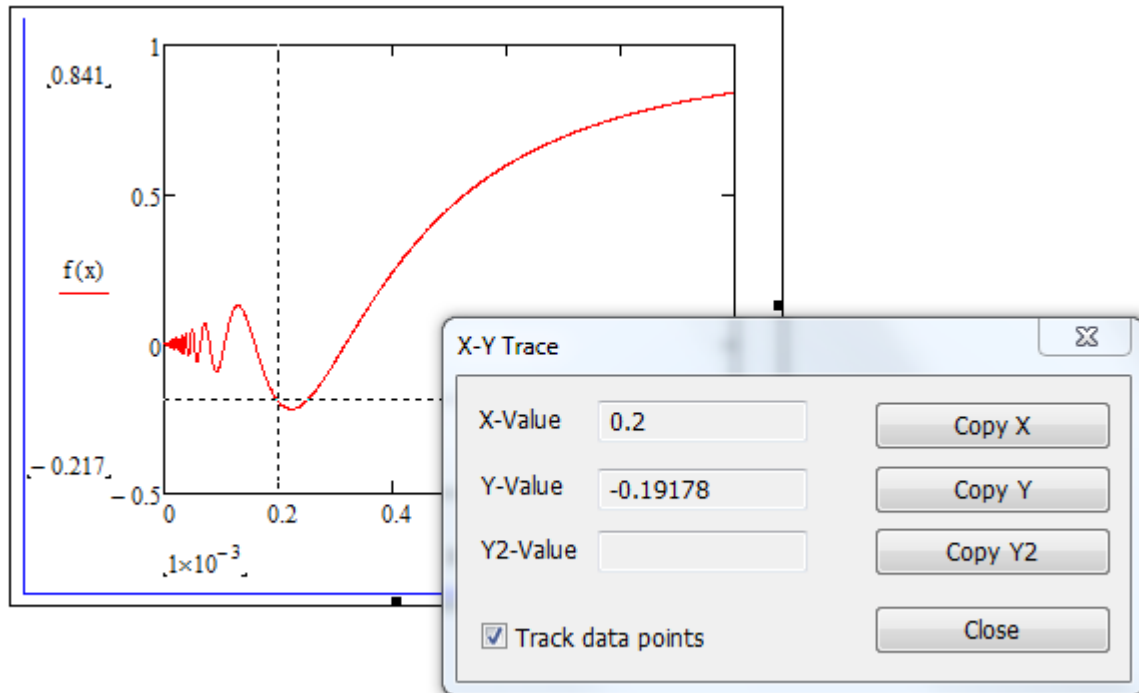 1
0.841
0.5
f(x)
0
− 0.217
− 0.5
0 0.2 0.4
1×10⁻³
X-Y Trace
X-Value 0.2 Copy X
Y-Value -0.19178 Copy Y
Y2-Value Copy Y2
Track data points Close